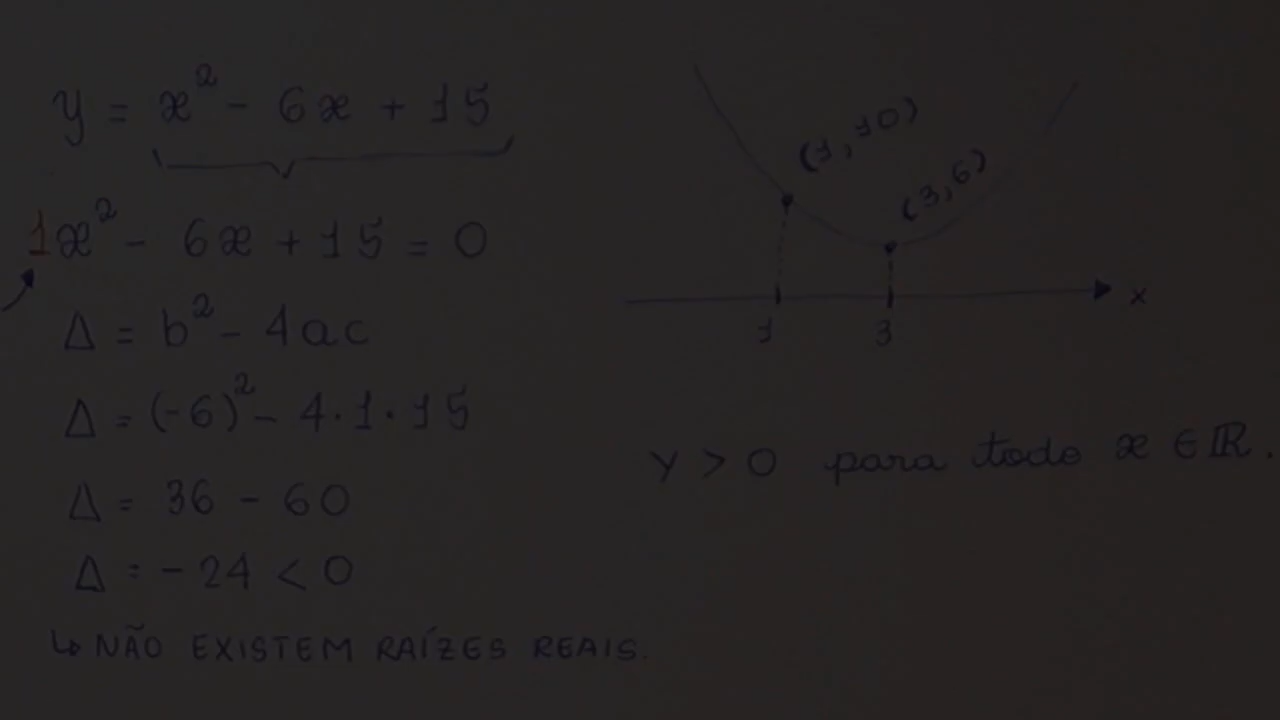 y = x² - 6x + 15
1x² - 6x + 15 = 0
Δ = b² - 4ac
Δ = (-6)² - 4·1·15
Δ = 36 - 60
Δ = -24 < 0
↳ NÃO EXISTEM RAÍZES REAIS.
(1, 10)
(3, 6)
x
1
3
y > 0 para todo x ∈ ℝ.